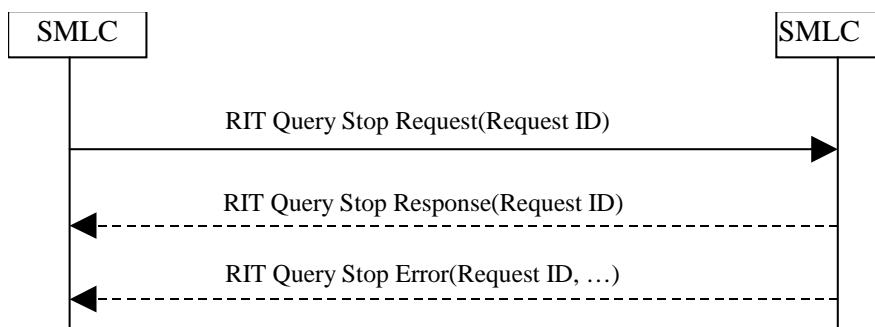 SMLC
SMLC
RIT Query Stop Request(Request ID)
RIT Query Stop Response(Request ID)
RIT Query Stop Error(Request ID, …)